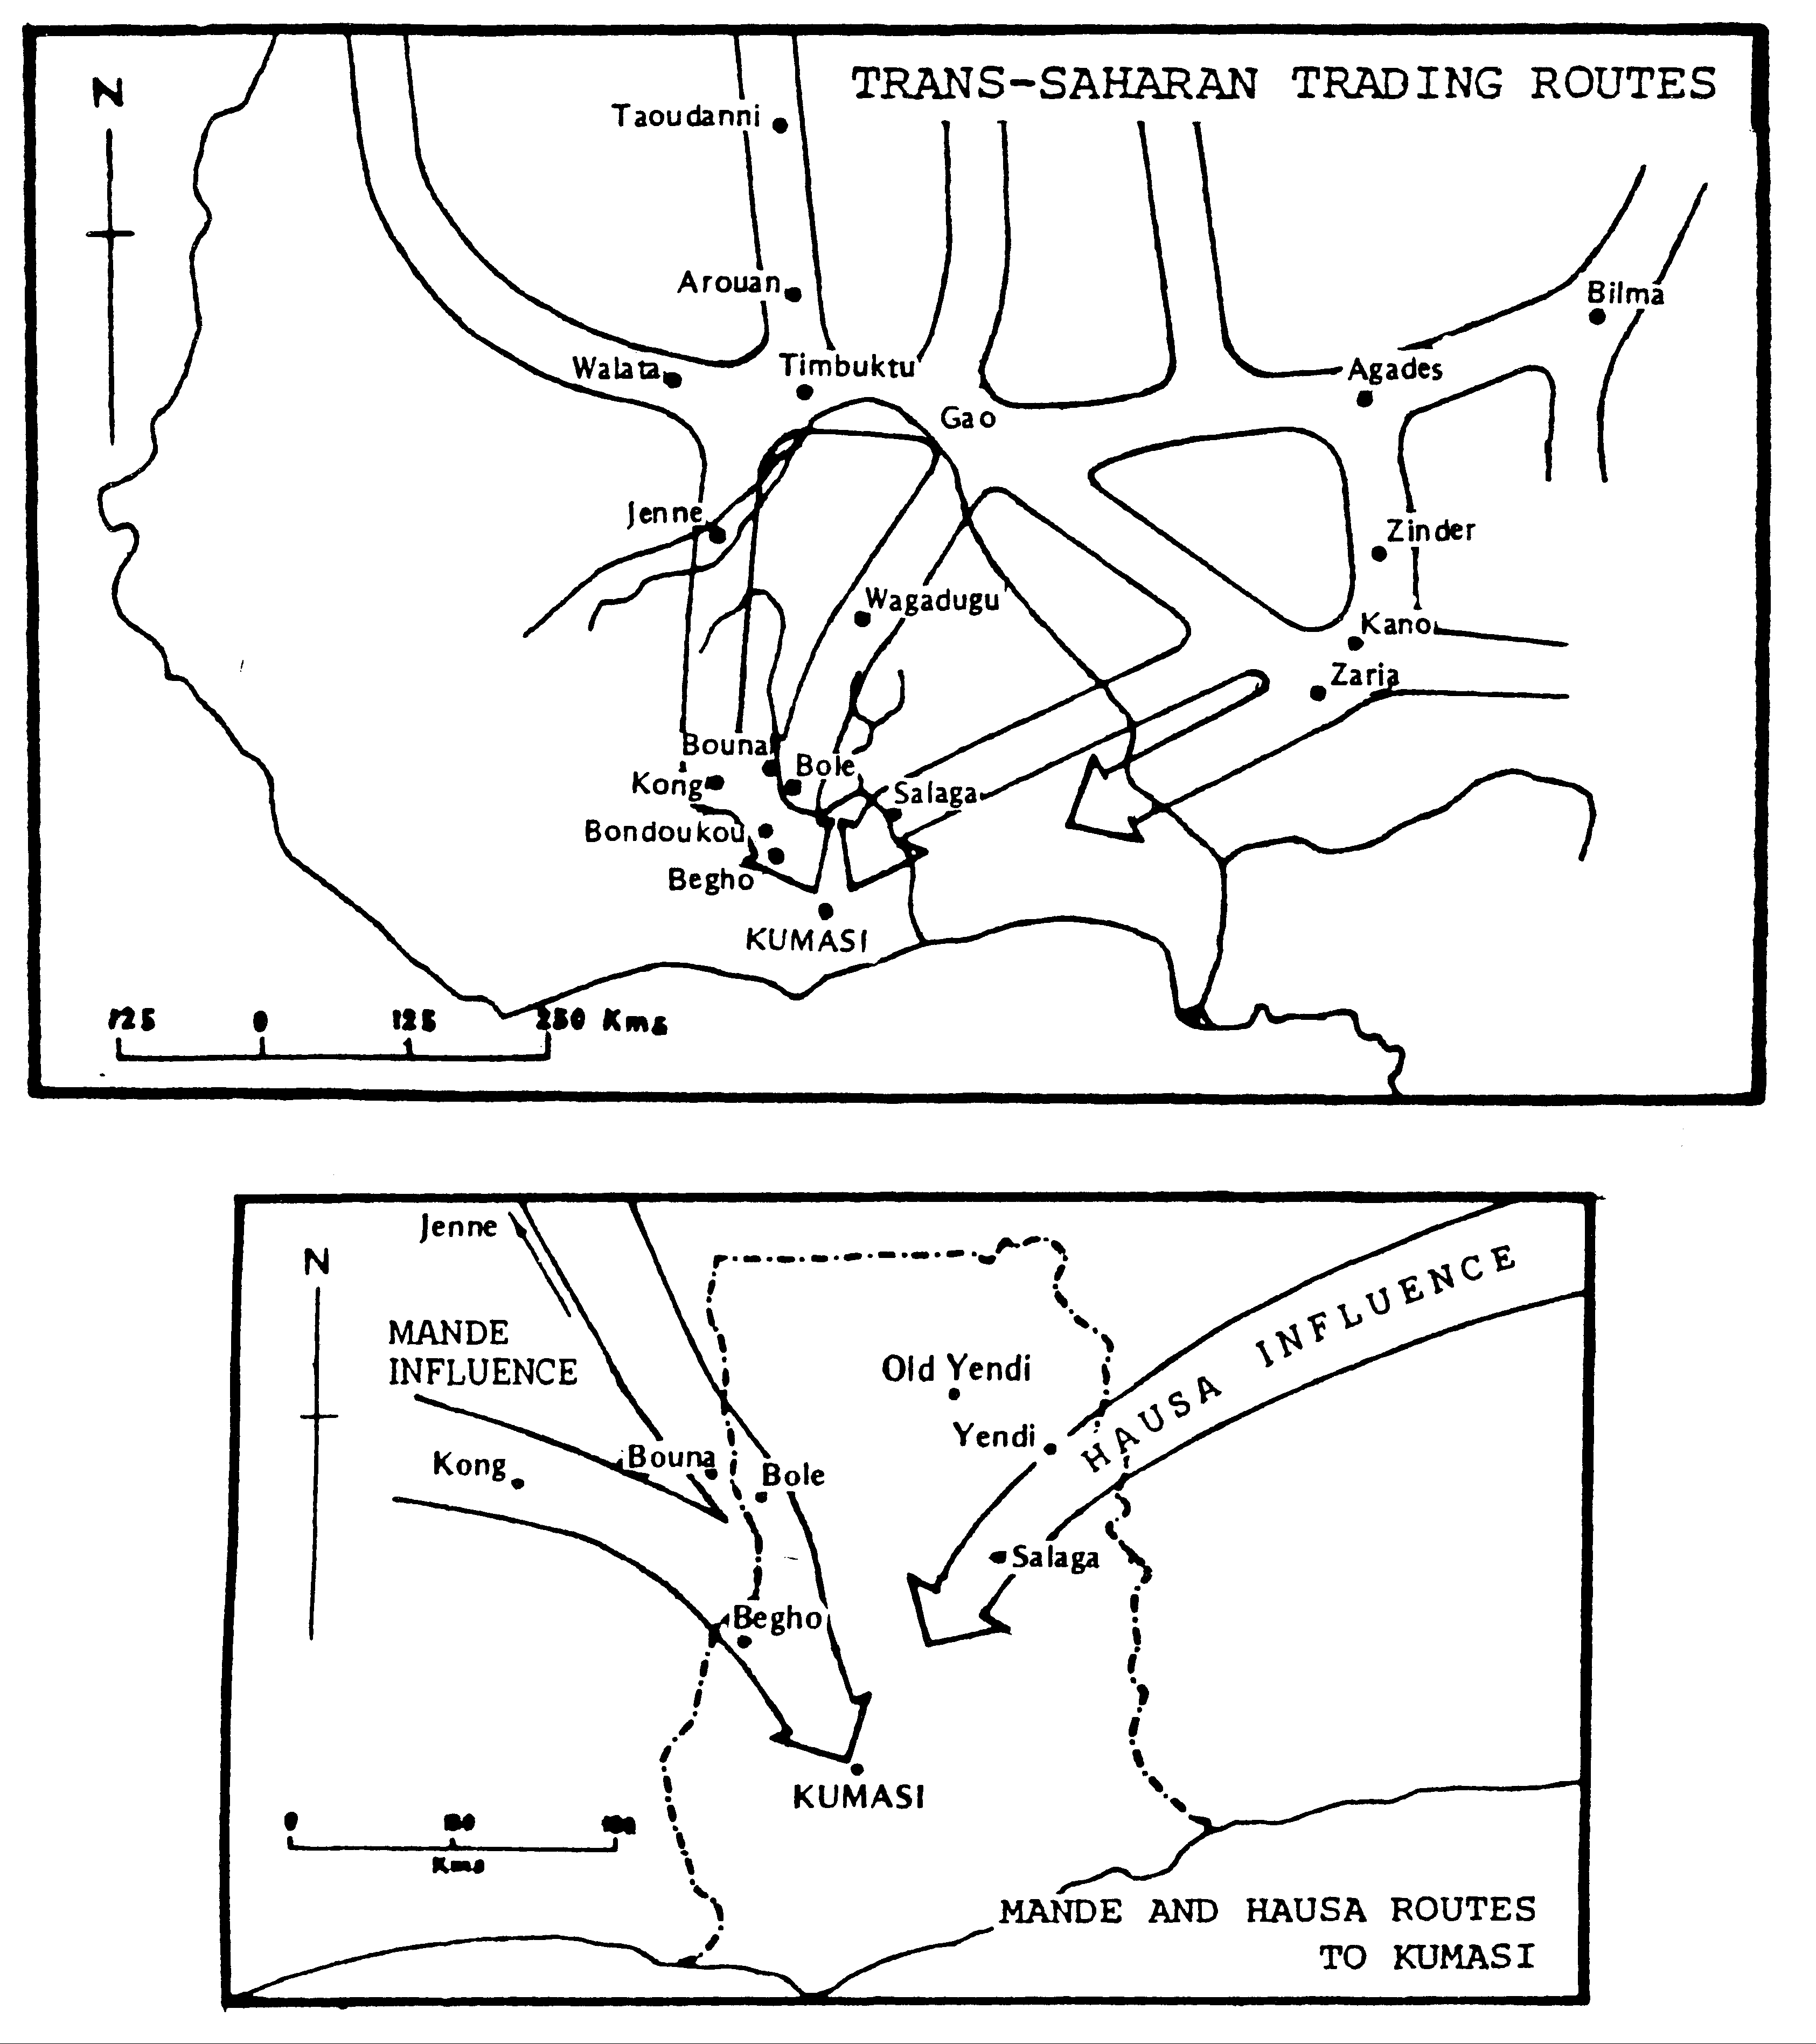 TRANS-SAHARAN TRADING ROUTES
N
Taoudanni
Arouan
Bilma
Walata
Timbuktu
Agades
Gao
Jenne
Zinder
Wagadugu
Kano
Zaria
Bouna
Bole
Kong
Salaga
Bondoukou
Begho
KUMASI
125 0 125 250 Kms
Jenne
N
HAUSA INFLUENCE
MANDE
INFLUENCE
Old Yendi
Yendi
Kong
Bouna
Bole
Salaga
Begho
KUMASI
0
Kms
MANDE AND HAUSA ROUTES
TO KUMASI